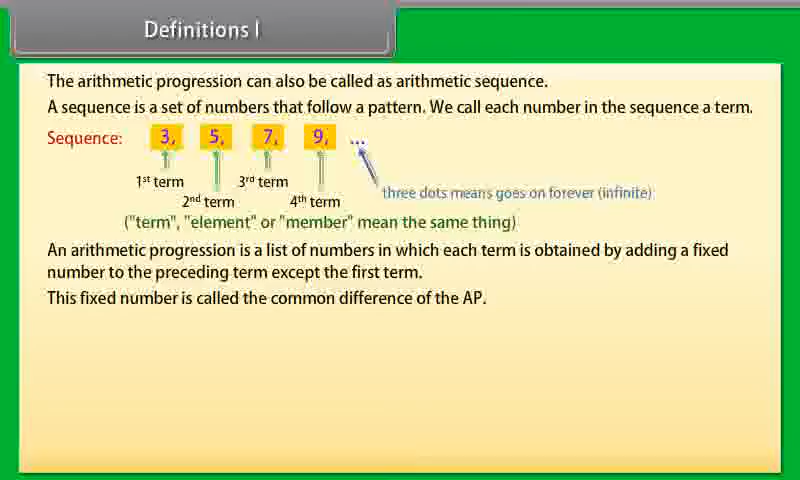 Definitions I
The arithmetic progression can also be called as arithmetic sequence.
A sequence is a set of numbers that follow a pattern. We call each number in the sequence a term.
Sequence: 3, 5, 7, 9, ...
1st term 3rd term
2nd term 4th term
three dots means goes on forever (infinite)
("term", "element" or "member" mean the same thing)
An arithmetic progression is a list of numbers in which each term is obtained by adding a fixed
number to the preceding term except the first term.
This fixed number is called the common difference of the AP.